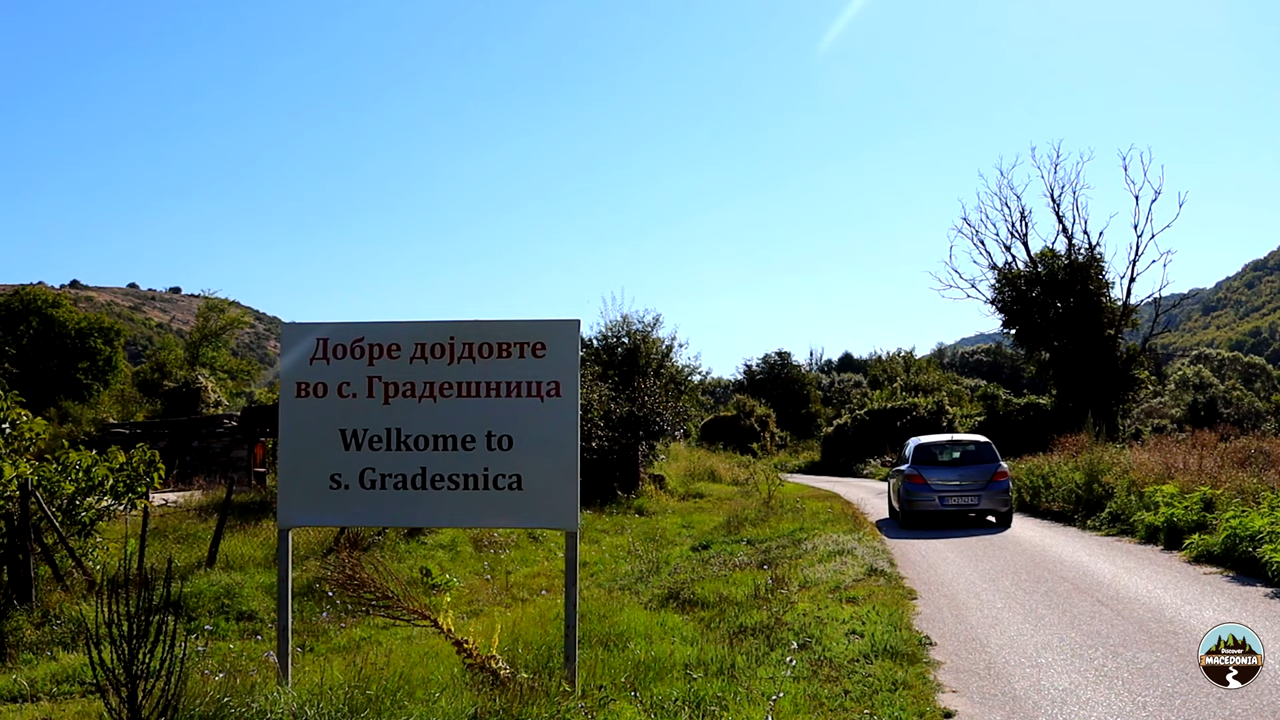 Добре дојдовте
во с. Градешница
Welkome to
s. Gradesnica
Discover
MACEDONIA